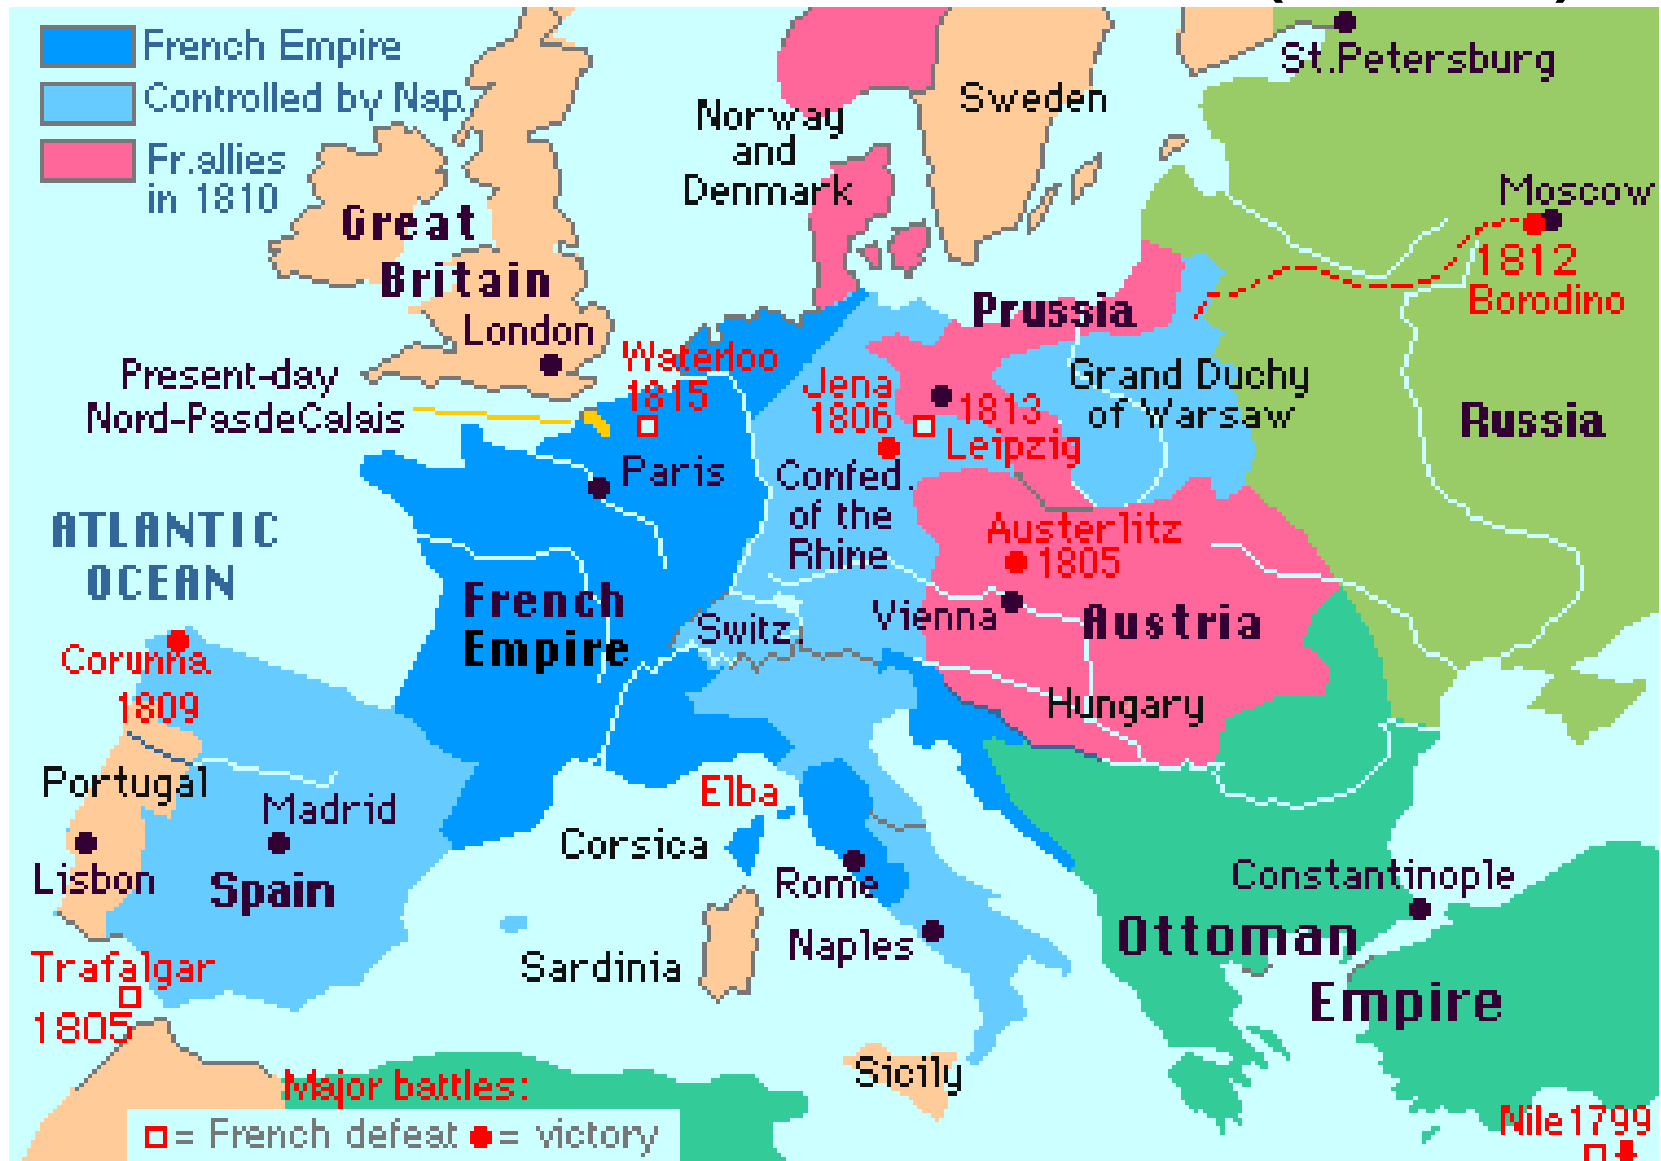 French Empire
Controlled by Nap.
Fr.allies
in 1810
St.Petersburg
Sweden
Norway
and
Denmark
Moscow
1812
Borodino
Great
Britain
London
Prussia
Present-day
Nord-PasdeCalais
Waterloo
1815
Jena
1806
1813
Leipzig
Grand Duchy
of Warsaw
Russia
Paris
Confed.
of the
Rhine
ATLANTIC
OCEAN
Austerlitz
1805
French
Empire
Switz.
Vienna
Austria
Corunna
1809
Hungary
Portugal
Madrid
Elba
Corsica
Lisbon
Spain
Rome
Constantinople
Naples
Ottoman
Empire
Sardinia
Trafalgar
1805
Sicily
Major battles:
= French defeat = victory
Nile 1799